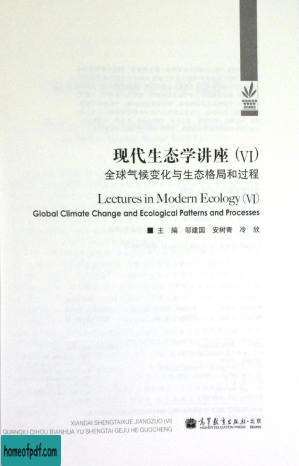 现代生态学讲座 (VI)
全球气候变化与生态格局和过程
Lectures in Modern Ecology (VI)
Global Climate Change and Ecological Patterns and Processes
■ 主 编 邬建国 安树青 冷 欣
XIANDAI SHENGTAIXUE JIANGZUO (VI)
QUANQIU QIHOU BIANHUA YU SHENGTAI GEJU HE GUOCHENG
高等教育出版社·北京
HIGHER EDUCATION PRESS BEIJING
homeofpdf.com